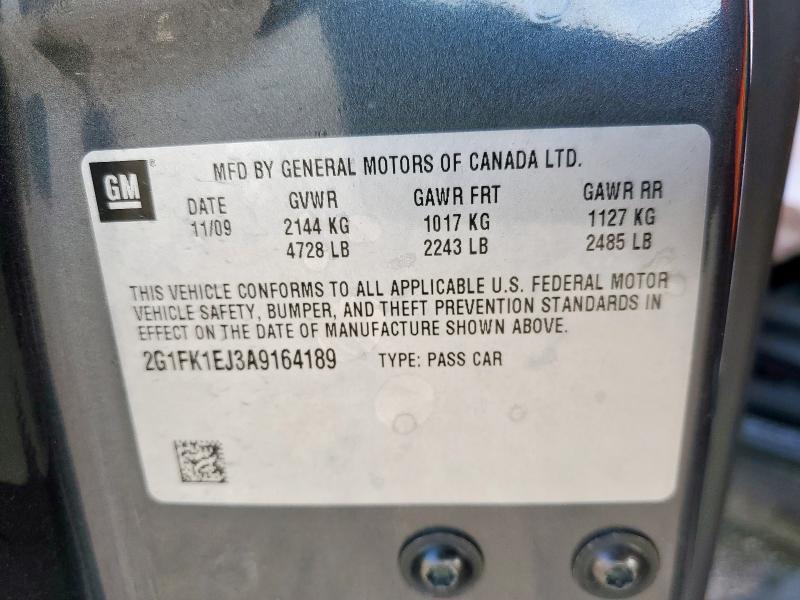 GM
MFD BY GENERAL MOTORS OF CANADA LTD.
DATE GVWR GAWR FRT GAWR RR
11/09 2144 KG 1017 KG 1127 KG
4728 LB 2243 LB 2485 LB
THIS VEHICLE CONFORMS TO ALL APPLICABLE U.S. FEDERAL MOTOR
VEHICLE SAFETY, BUMPER, AND THEFT PREVENTION STANDARDS IN
EFFECT ON THE DATE OF MANUFACTURE SHOWN ABOVE.
2G1FK1EJ3A9164189 TYPE: PASS CAR